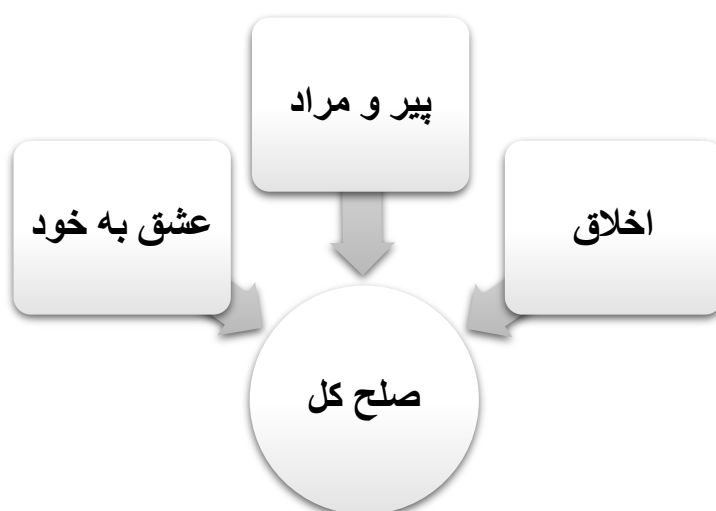 پیر و مراد
اخلاق
عشق به خود
صلح کل